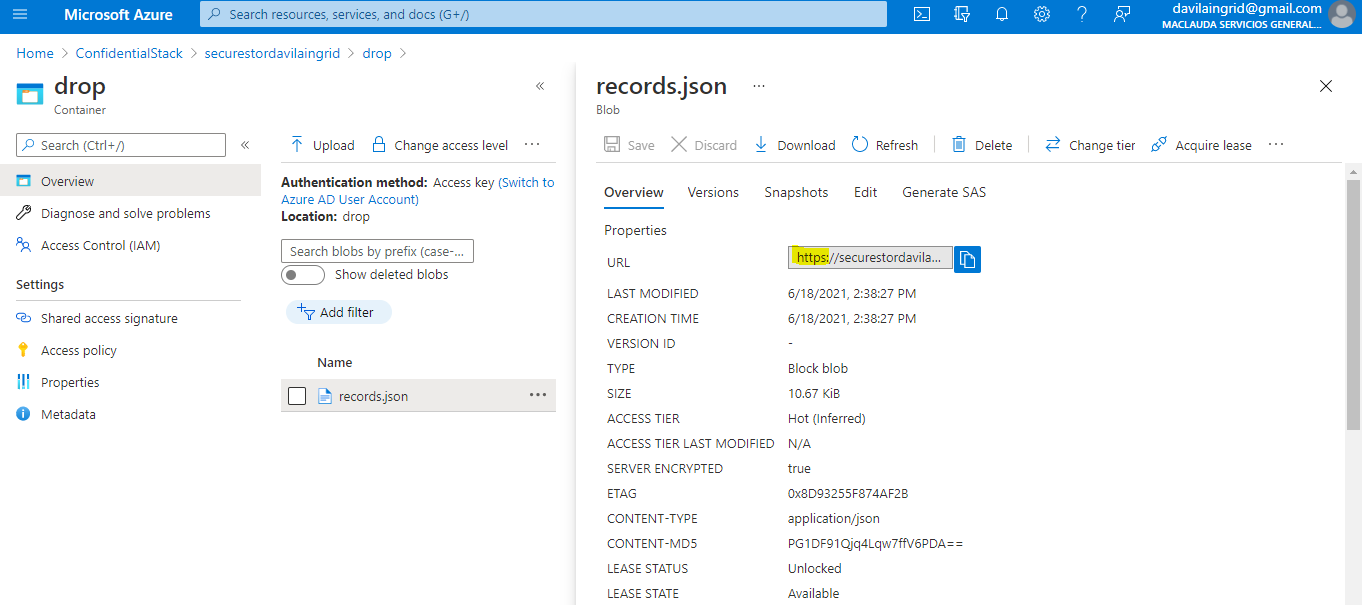 Microsoft Azure
Search resources, services, and docs (G+/)
davilaingrid@gmail.com
MACLAUDA SERVICIOS GENERAL...
Home > ConfidentialStack > securestordavilaingrid > drop >
drop
Container
Search (Ctrl+/)
Overview
Diagnose and solve problems
Access Control (IAM)
Settings
Shared access signature
Access policy
Properties
Metadata
Upload
Change access level
Authentication method: Access key (Switch to
Azure AD User Account)
Location: drop
Search blobs by prefix (case-...
Show deleted blobs
Add filter
Name
records.json
records.json
Blob
Save
Discard
Download
Refresh
Delete
Change tier
Acquire lease
Overview
Versions
Snapshots
Edit
Generate SAS
Properties
URL https://securestordavila...
LAST MODIFIED 6/18/2021, 2:38:27 PM
CREATION TIME 6/18/2021, 2:38:27 PM
VERSION ID -
TYPE Block blob
SIZE 10.67 KiB
ACCESS TIER Hot (Inferred)
ACCESS TIER LAST MODIFIED N/A
SERVER ENCRYPTED true
ETAG 0x8D93255F874AF2B
CONTENT-TYPE application/json
CONTENT-MD5 PG1DF91Qjq4Lqw7ffV6PDA==
LEASE STATUS Unlocked
LEASE STATE Available